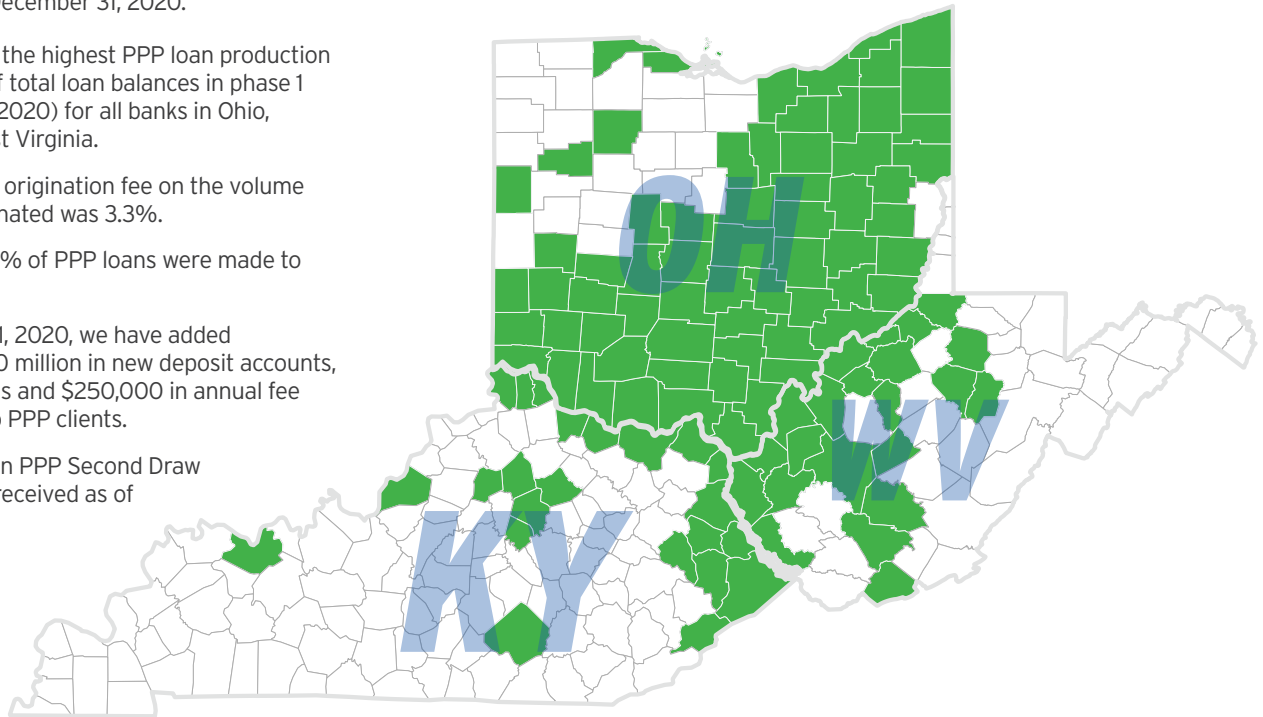 December 31, 2020.
the highest PPP loan production
f total loan balances in phase 1
2020) for all banks in Ohio,
st Virginia.
origination fee on the volume
nated was 3.3%.
% of PPP loans were made to
1, 2020, we have added
0 million in new deposit accounts,
s and $250,000 in annual fee
o PPP clients.
n PPP Second Draw
received as of
OH
WV
KY